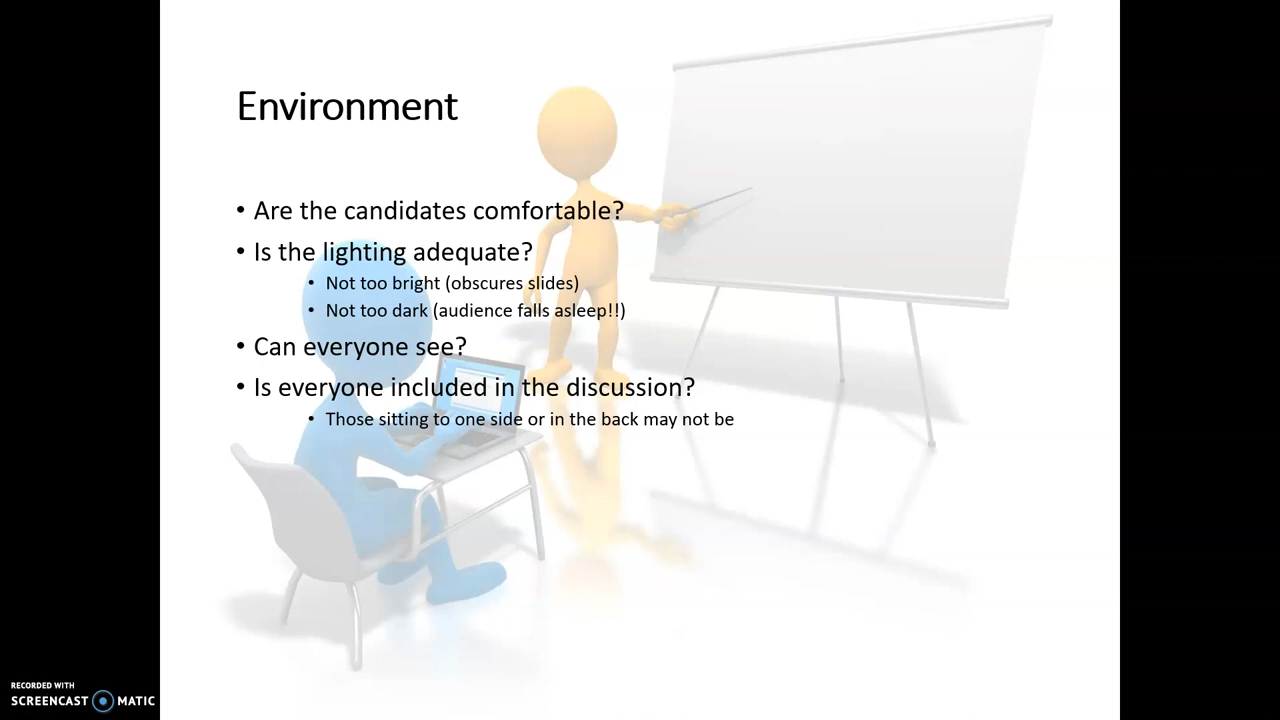 Environment
• Are the candidates comfortable?
• Is the lighting adequate?
• Not too bright (obscures slides)
• Not too dark (audience falls asleep!!)
• Can everyone see?
• Is everyone included in the discussion?
• Those sitting to one side or in the back may not be
RECORDED WITH
SCREENCAST MATIC